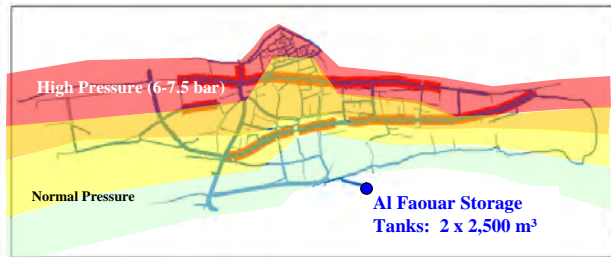 High Pressure (6-7.5 bar)
Normal Pressure
Al Faouar Storage
Tanks: 2 x 2,500 m³